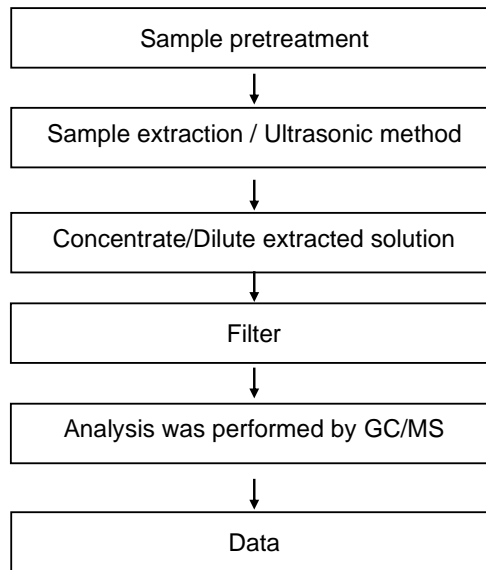 Sample pretreatment
Sample extraction / Ultrasonic method
Concentrate/Dilute extracted solution
Filter
Analysis was performed by GC/MS
Data